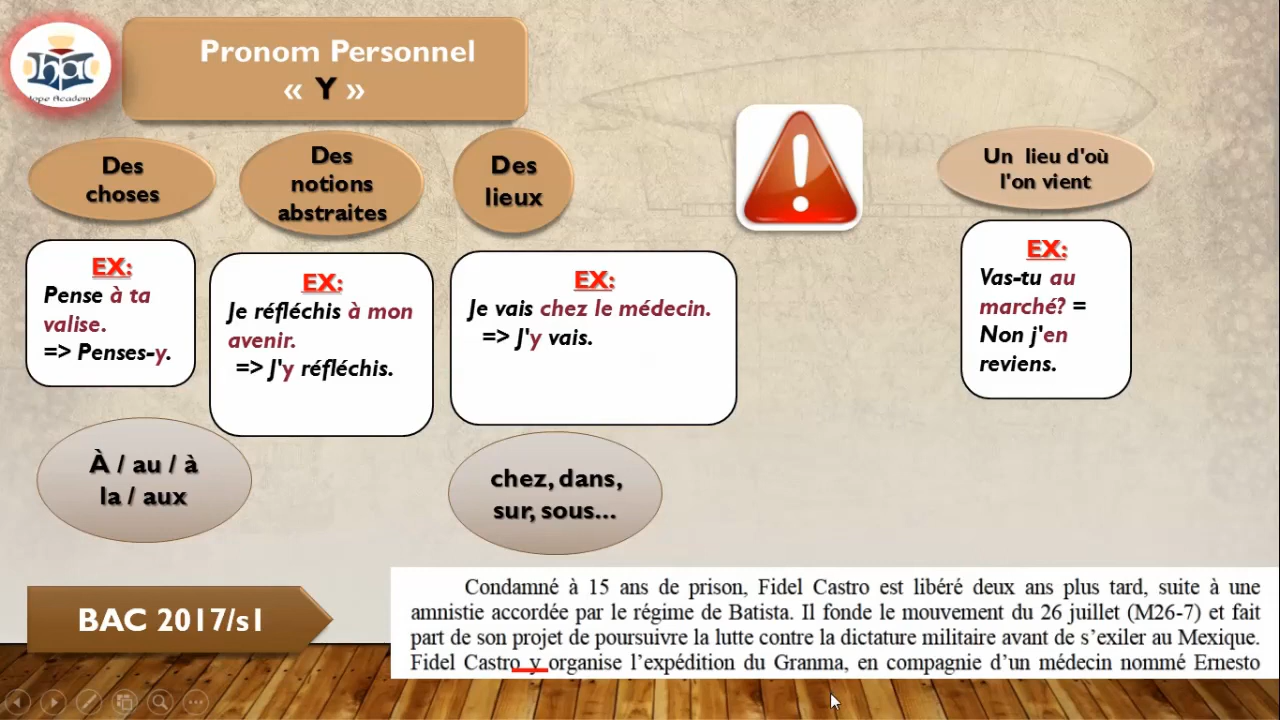 Pronom Personnel
« Y »
Hope Academy
Des
choses
Des
notions
abstraites
Des
lieux
Un lieu d'où
l'on vient
EX:
Pense à ta
valise.
=> Penses-y.
EX:
Je réfléchis à mon
avenir.
=> J'y réfléchis.
EX:
Je vais chez le médecin.
=> J'y vais.
EX:
Vas-tu au
marché? =
Non j'en
reviens.
À / au / à
la / aux
chez, dans,
sur, sous...
BAC 2017/s1
Condamné à 15 ans de prison, Fidel Castro est libéré deux ans plus tard, suite à une
amnistie accordée par le régime de Batista. Il fonde le mouvement du 26 juillet (M26-7) et fait
part de son projet de poursuivre la lutte contre la dictature militaire avant de s'exiler au Mexique.
Fidel Castro y organise l'expédition du Granma, en compagnie d'un médecin nommé Ernesto